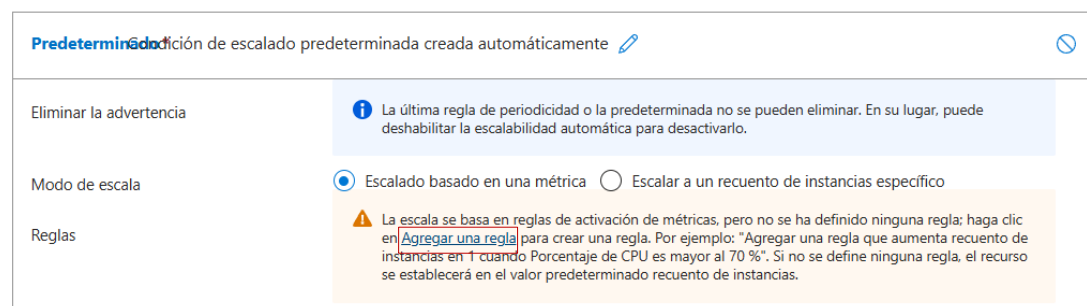 Predeterminado* Condición de escalado predeterminada creada automáticamente
Eliminar la advertencia
La última regla de periodicidad o la predeterminada no se pueden eliminar. En su lugar, puede
deshabilitar la escalabilidad automática para desactivarlo.
Modo de escala
Escalado basado en una métrica
Escalar a un recuento de instancias específico
Reglas
La escala se basa en reglas de activación de métricas, pero no se ha definido ninguna regla; haga clic
en Agregar una regla para crear una regla. Por ejemplo: "Agregar una regla que aumenta recuento de
instancias en 1 cuando Porcentaje de CPU es mayor al 70 %". Si no se define ninguna regla, el recurso
se establecerá en el valor predeterminado recuento de instancias.